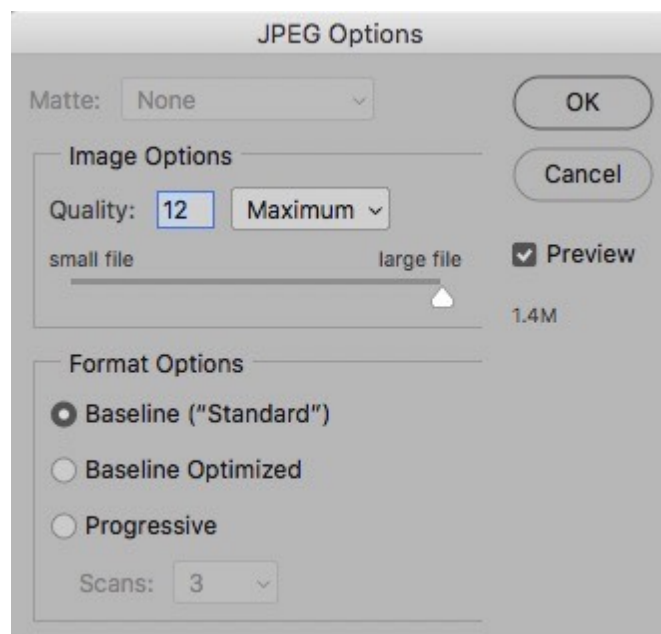 JPEG Options
Matte: None
OK
Image Options
Cancel
Quality: 12 Maximum
small file large file
Preview
1.4M
Format Options
Baseline (“Standard”)
Baseline Optimized
Progressive
Scans: 3